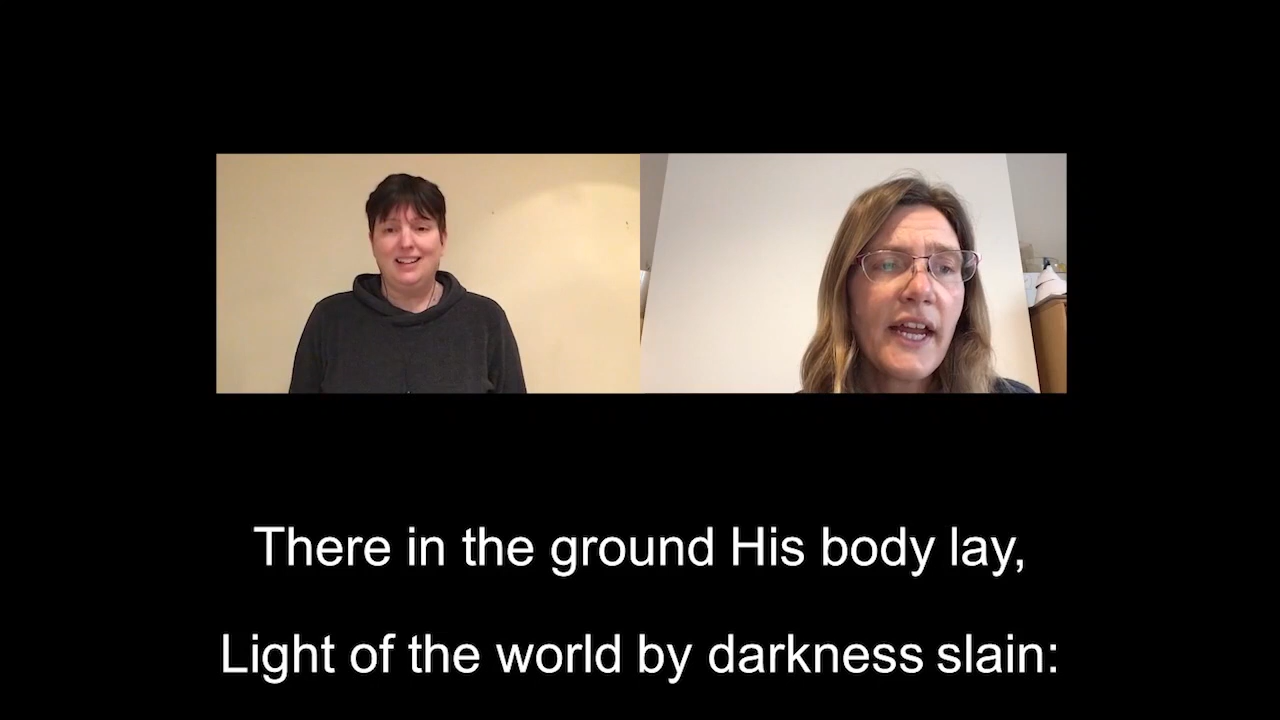 There in the ground His body lay,
Light of the world by darkness slain: